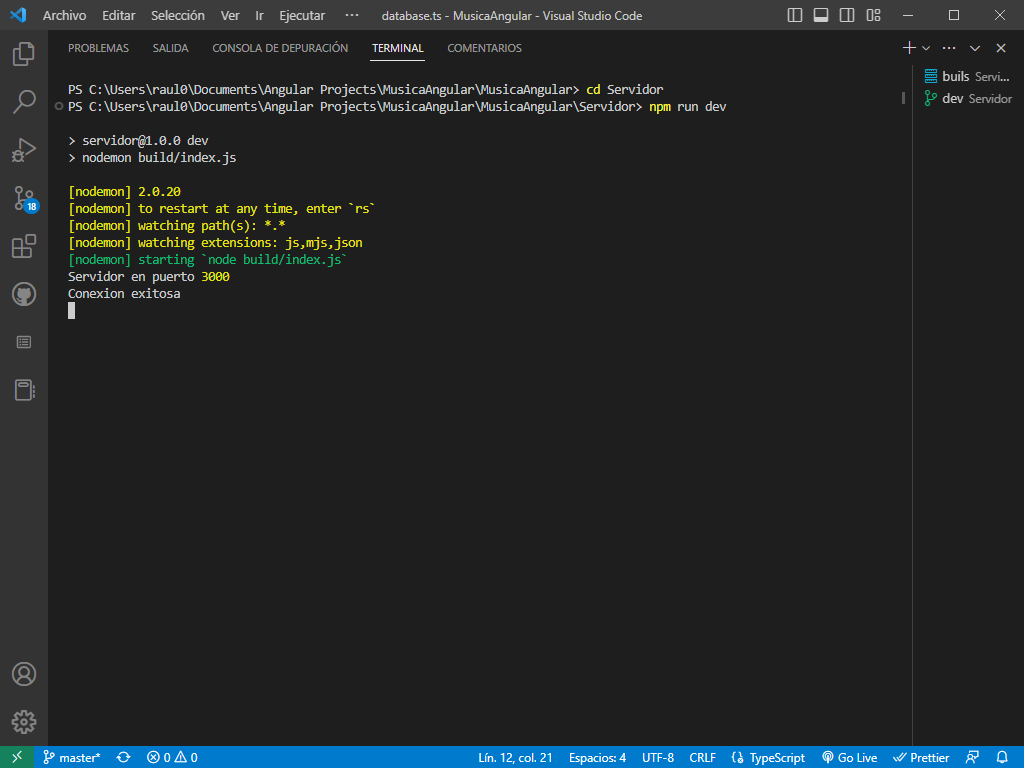 Archivo Editar Selección Ver Ir Ejecutar ··· database.ts - MusicaAngular - Visual Studio Code
PROBLEMAS SALIDA CONSOLA DE DEPURACIÓN TERMINAL COMENTARIOS
PS C:\Users\raul0\Documents\Angular Projects\MusicaAngular\MusicaAngular> cd Servidor
PS C:\Users\raul0\Documents\Angular Projects\MusicaAngular\MusicaAngular\Servidor> npm run dev
> servidor@1.0.0 dev
> nodemon build/index.js
[nodemon] 2.0.20
[nodemon] to restart at any time, enter `rs`
[nodemon] watching path(s): *.*
[nodemon] watching extensions: js,mjs,json
[nodemon] starting `node build/index.js`
Servidor en puerto 3000
Conexion exitosa
buils Servi...
dev Servidor
18
master* 0 0 Lín. 12, col. 21 Espacios: 4 UTF-8 CRLF TypeScript Go Live Prettier